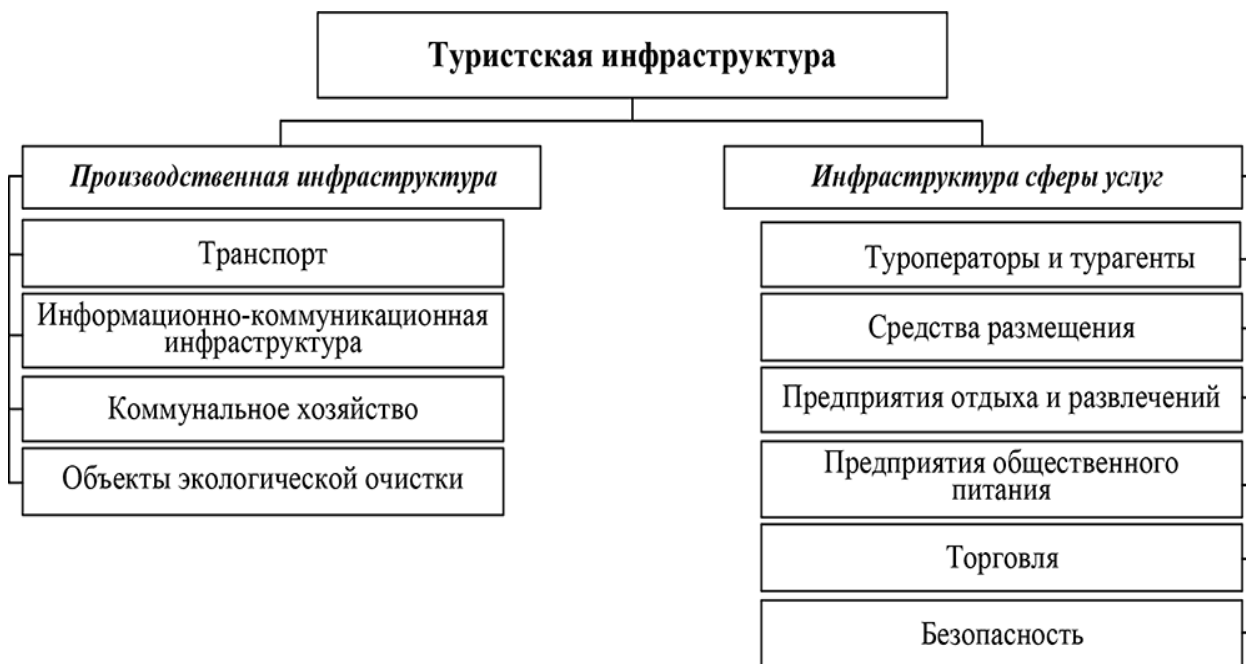 Туристская инфраструктура
Производственная инфраструктура
Транспорт
Информационно-коммуникационная
инфраструктура
Коммунальное хозяйство
Объекты экологической очистки
Инфраструктура сферы услуг
Туроператоры и турагенты
Средства размещения
Предприятия отдыха и развлечений
Предприятия общественного
питания
Торговля
Безопасность